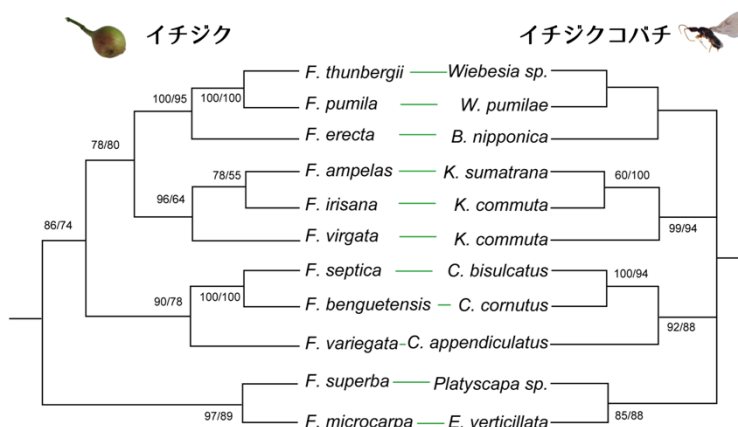 イチジク イチジクコバチ
F. thunbergii Wiebesia sp.
100/95 100/100 F. pumila W. pumilae
F. erecta B. nipponica
78/80
78/55 F. ampelas K. sumatrana 60/100
96/64 F. irisana K. commuta
86/74 99/94
F. virgata K. commuta
F. septica C. bisulcatus
90/78 100/100 100/94
F. benguetensis C. cornutus
92/88
F. variegata C. appendiculatus
F. superba Platyscapa sp.
97/89 85/88
F. microcarpa E. verticillata